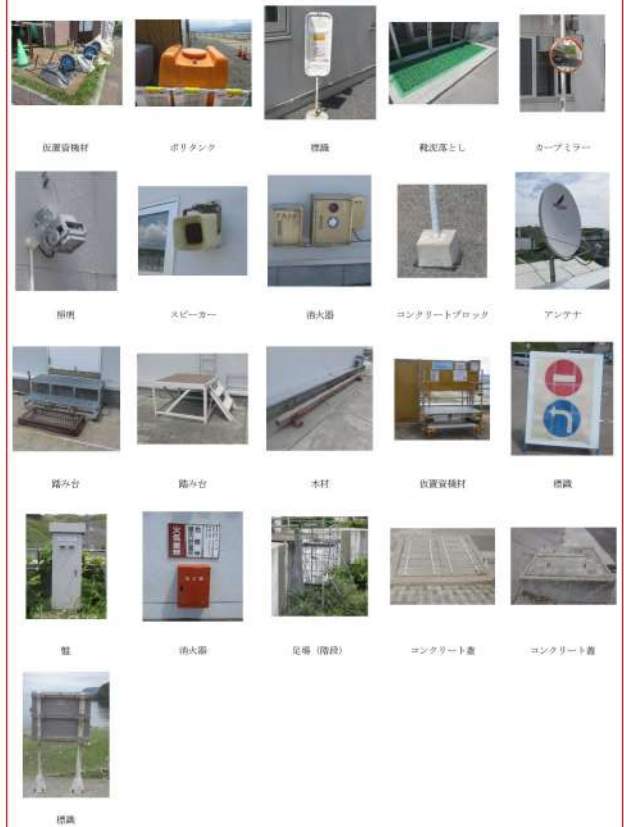 仮置資機材
ポリタンク
標識
靴泥落とし
カーブミラー
照明
スピーカー
消火器
コンクリートブロック
アンテナ
踏み台
踏み台
木材
仮置資機材
標識
盤
消火器
足場（階段）
コンクリート蓋
コンクリート蓋
標識